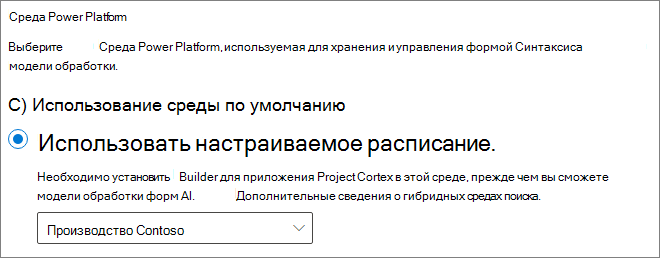 Среда Power Platform
Выберите Среда Power Platform, используемая для хранения и управления формой Синтаксиса
модели обработки.
C) Использование среды по умолчанию
Использовать настраиваемое расписание.
Необходимо установить Builder для приложения Project Cortex в этой среде, прежде чем вы сможете
модели обработки форм AI. Дополнительные сведения о гибридных средах поиска.
Производство Contoso